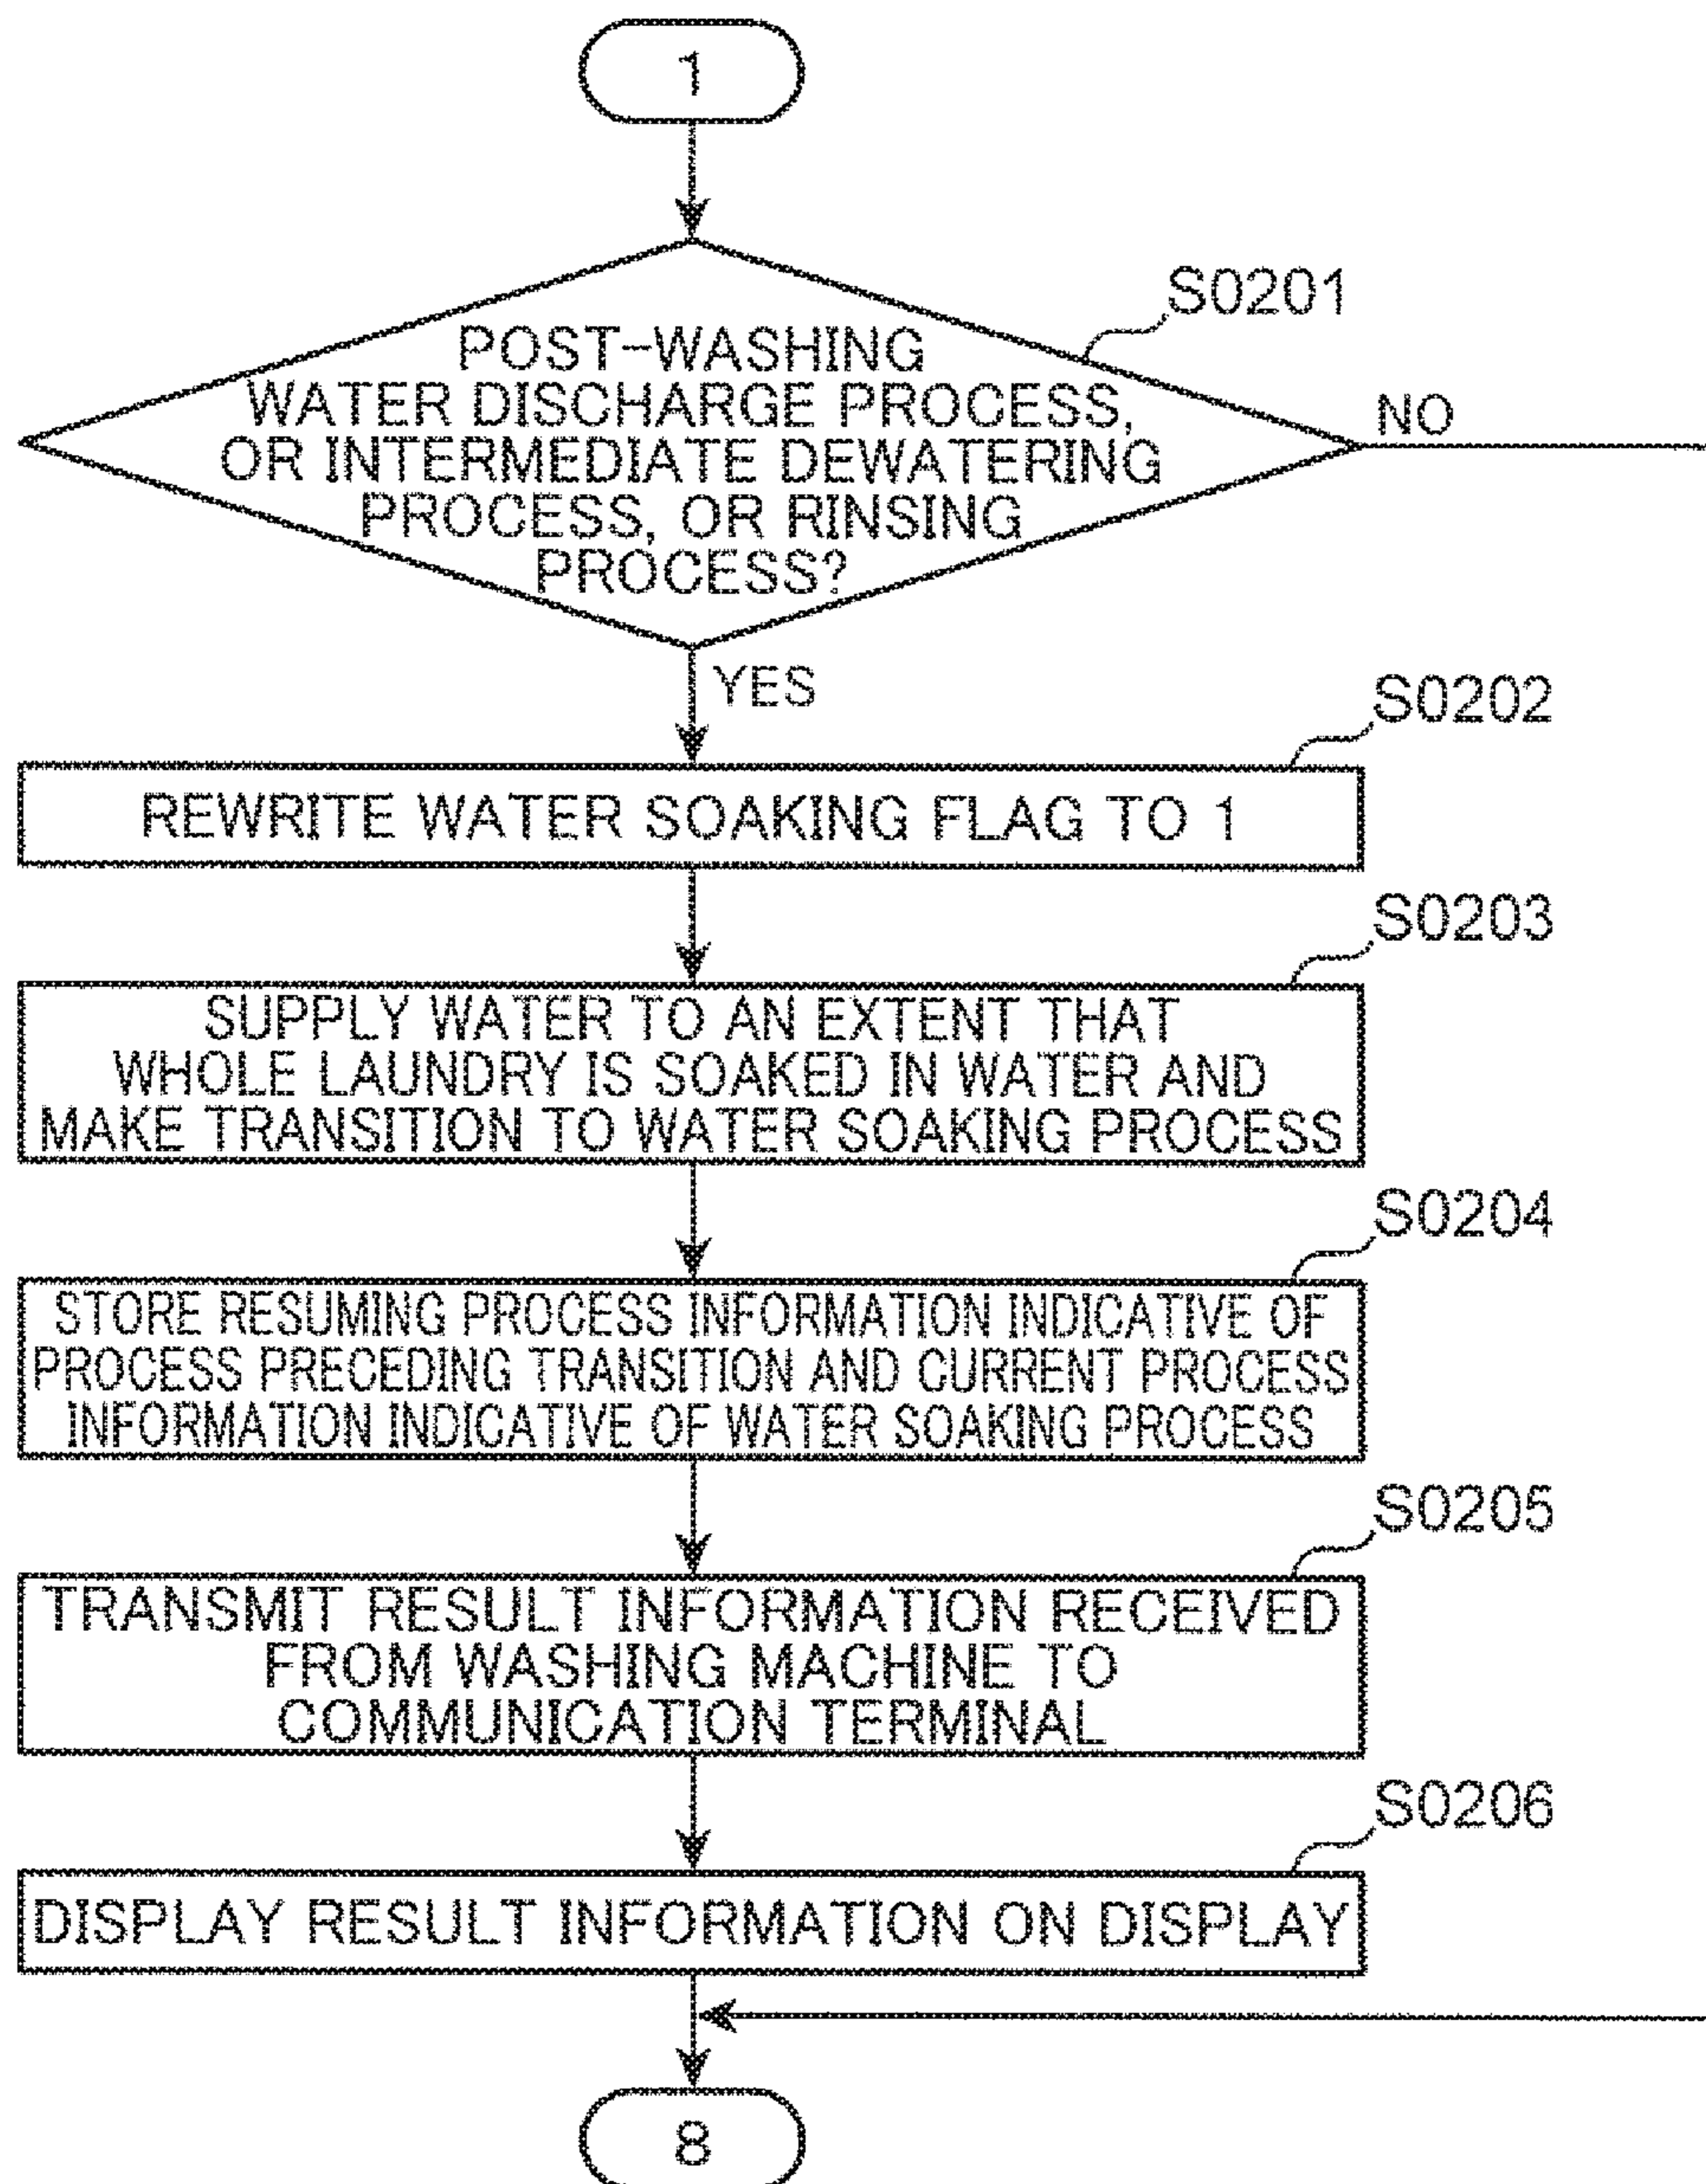 1
S0201
POST-WASHING
WATER DISCHARGE PROCESS,
OR INTERMEDIATE DEWATERING
PROCESS, OR RINSING
PROCESS?
NO
YES
S0202
REWRITE WATER SOAKING FLAG TO 1
S0203
SUPPLY WATER TO AN EXTENT THAT
WHOLE LAUNDRY IS SOAKED IN WATER AND
MAKE TRANSITION TO WATER SOAKING PROCESS
S0204
STORE RESUMING PROCESS INFORMATION INDICATIVE OF
PROCESS PRECEDING TRANSITION AND CURRENT PROCESS
INFORMATION INDICATIVE OF WATER SOAKING PROCESS
S0205
TRANSMIT RESULT INFORMATION RECEIVED
FROM WASHING MACHINE TO
COMMUNICATION TERMINAL
S0206
DISPLAY RESULT INFORMATION ON DISPLAY
8